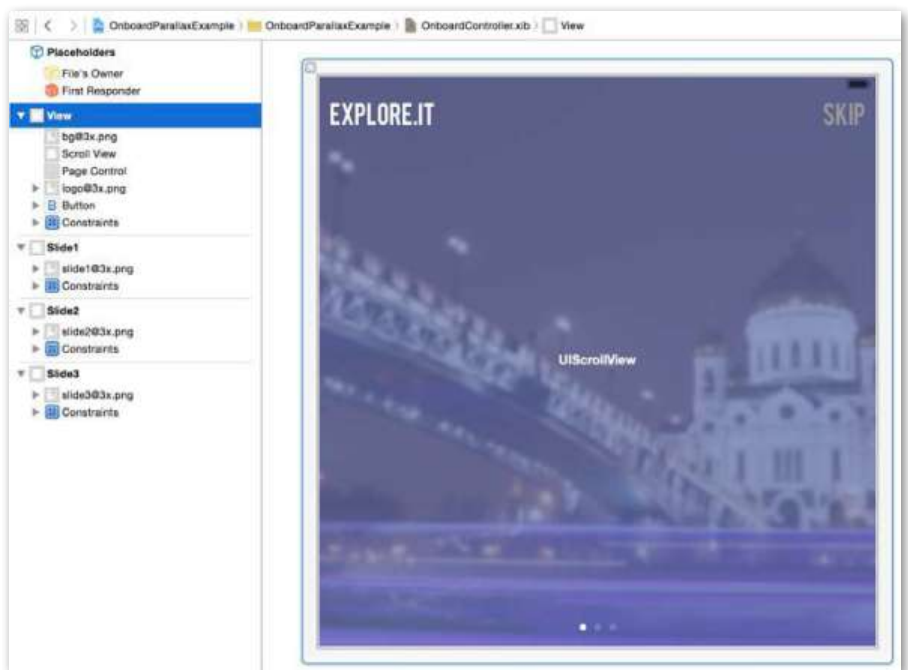 OnboardParallaxExample OnboardParallaxExample OnboardController.xib View
Placeholders
File's Owner
First Responder
View
bg@3x.png
Scroll View
Page Control
logo@3x.png
B Button
Constraints
Slide1
slide1@3x.png
Constraints
Slide2
slide2@3x.png
Constraints
Slide3
slide3@3x.png
Constraints
EXPLORE.IT SKIP
UIScrollView